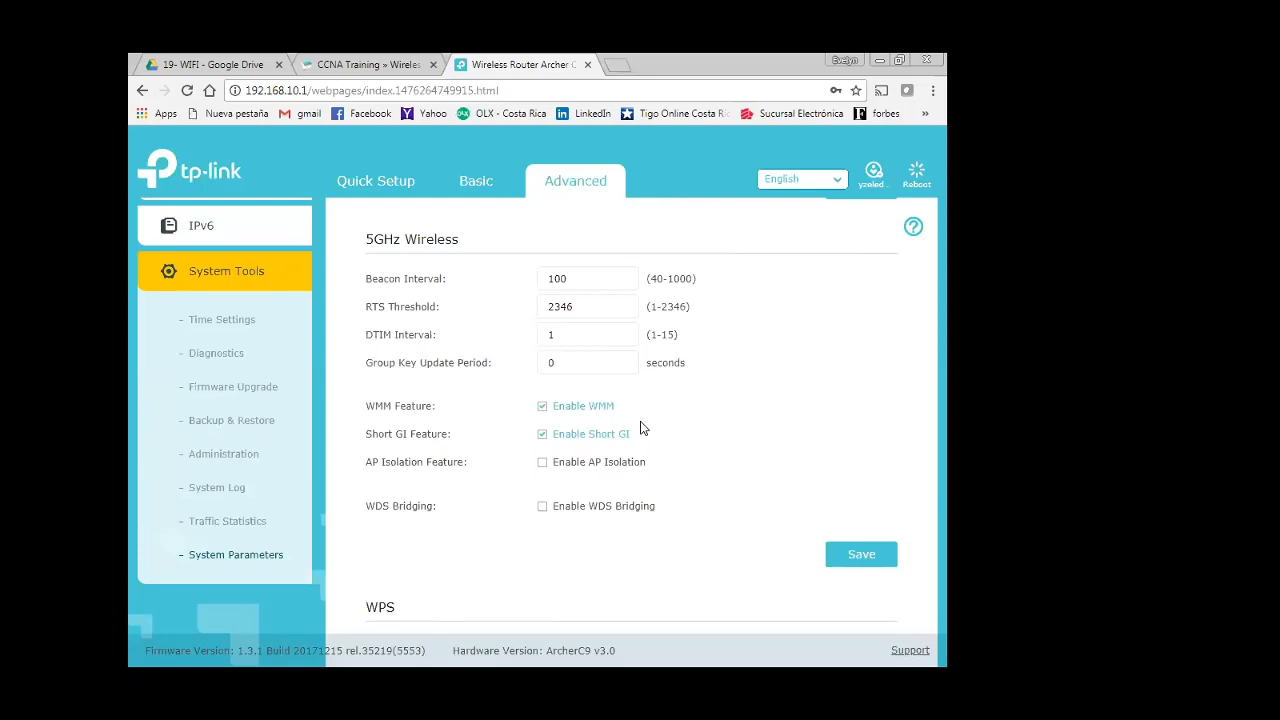 19- WIFI - Google Drive
CCNA Training » Wireles
Wireless Router Archer C
Evelyn
192.168.10.1/webpages/index.1476264749915.html
Apps
Nueva pestaña
gmail
Facebook
Yahoo
OLX - Costa Rica
LinkedIn
Tigo Online Costa Ric
Sucursal Electrónica
forbes
»
tp-link
Quick Setup
Basic
Advanced
English
yzeled..
Reboot
IPv6
System Tools
- Time Settings
- Diagnostics
- Firmware Upgrade
- Backup & Restore
- Administration
- System Log
- Traffic Statistics
- System Parameters
5GHz Wireless
Beacon Interval: 100 (40-1000)
RTS Threshold: 2346 (1-2346)
DTIM Interval: 1 (1-15)
Group Key Update Period: 0 seconds
WMM Feature: Enable WMM
Short GI Feature: Enable Short GI
AP Isolation Feature: Enable AP Isolation
WDS Bridging: Enable WDS Bridging
Save
WPS
Firmware Version: 1.3.1 Build 20171215 rel.35219(5553) Hardware Version: ArcherC9 v3.0 Support